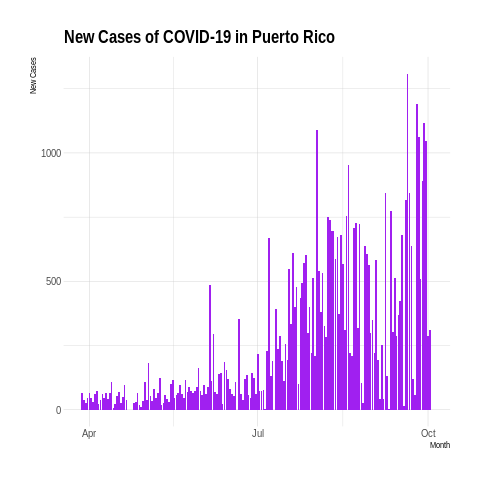 New Cases of COVID-19 in Puerto Rico
New Cases
1000
500
0
Apr
Jul
Oct
Month